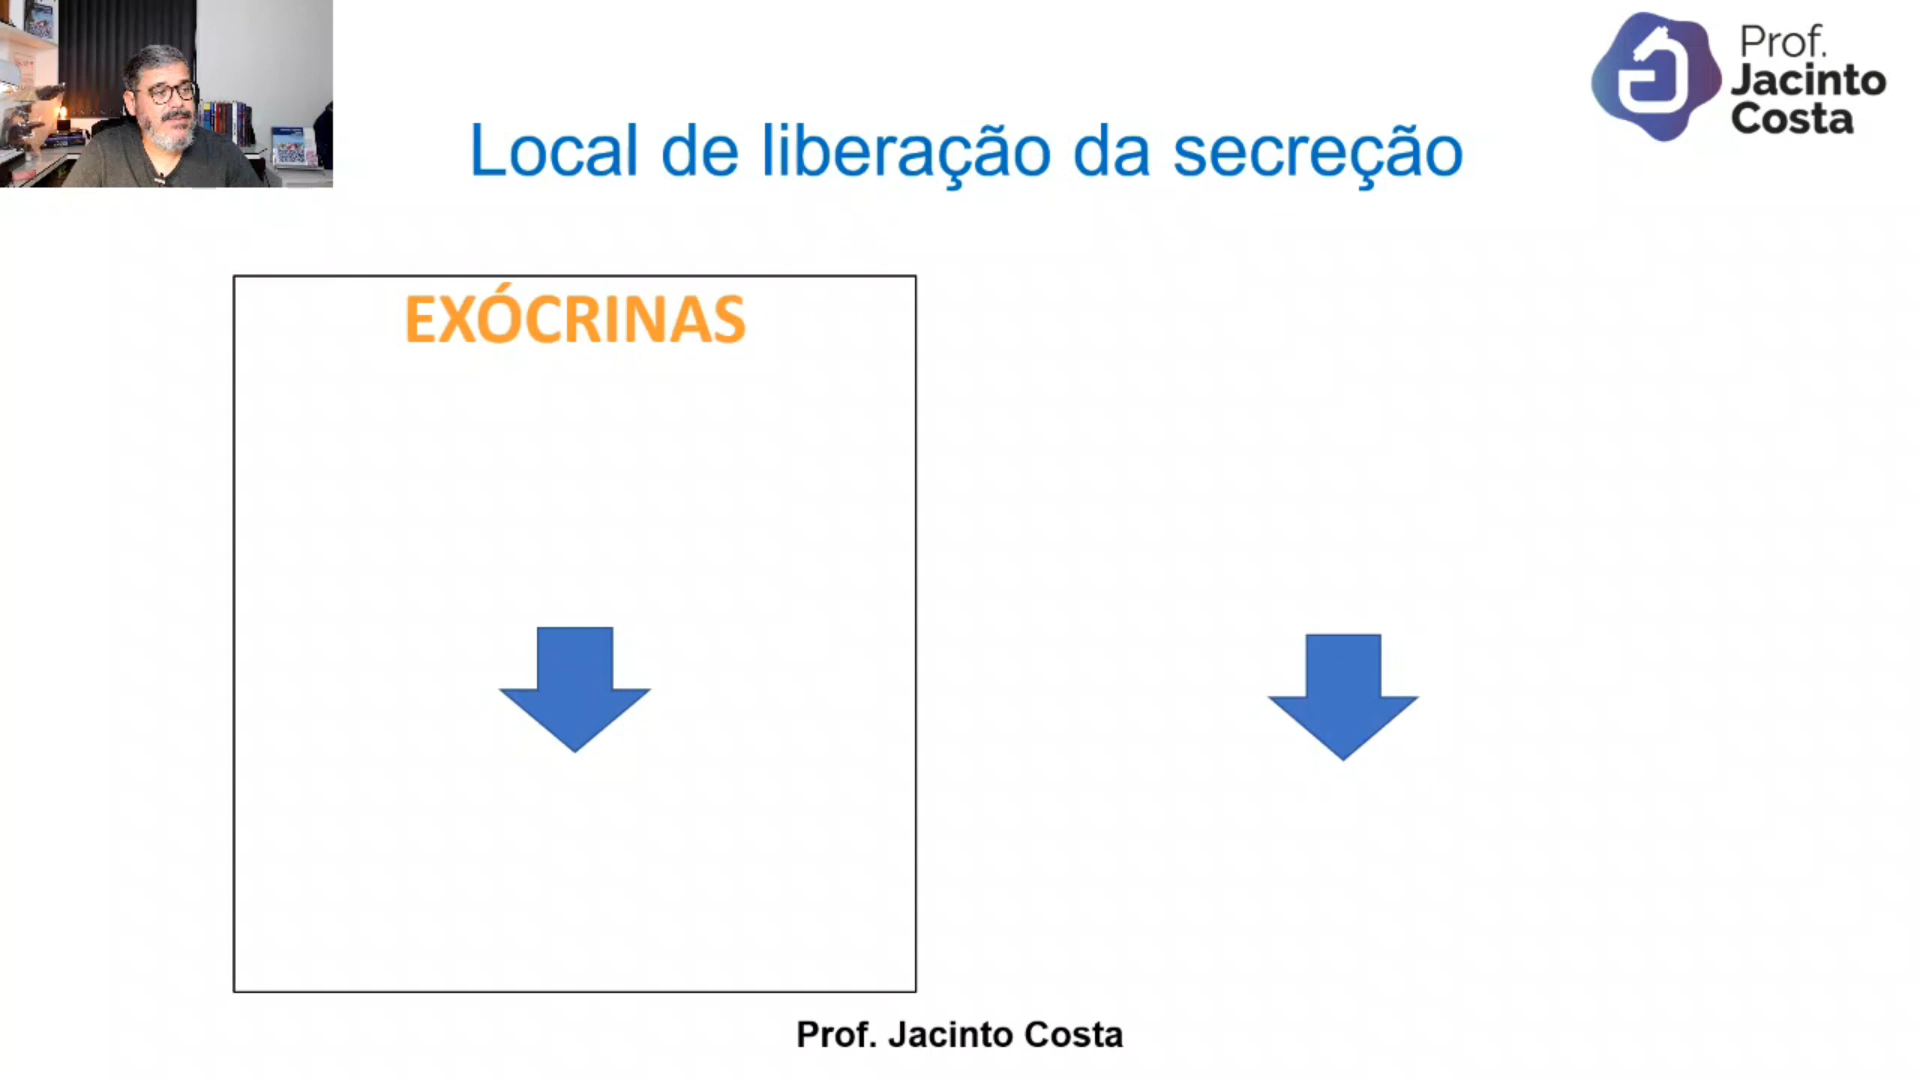 Prof.
Jacinto
Costa
Local de liberação da secreção
EXÓCRINAS
Prof. Jacinto Costa